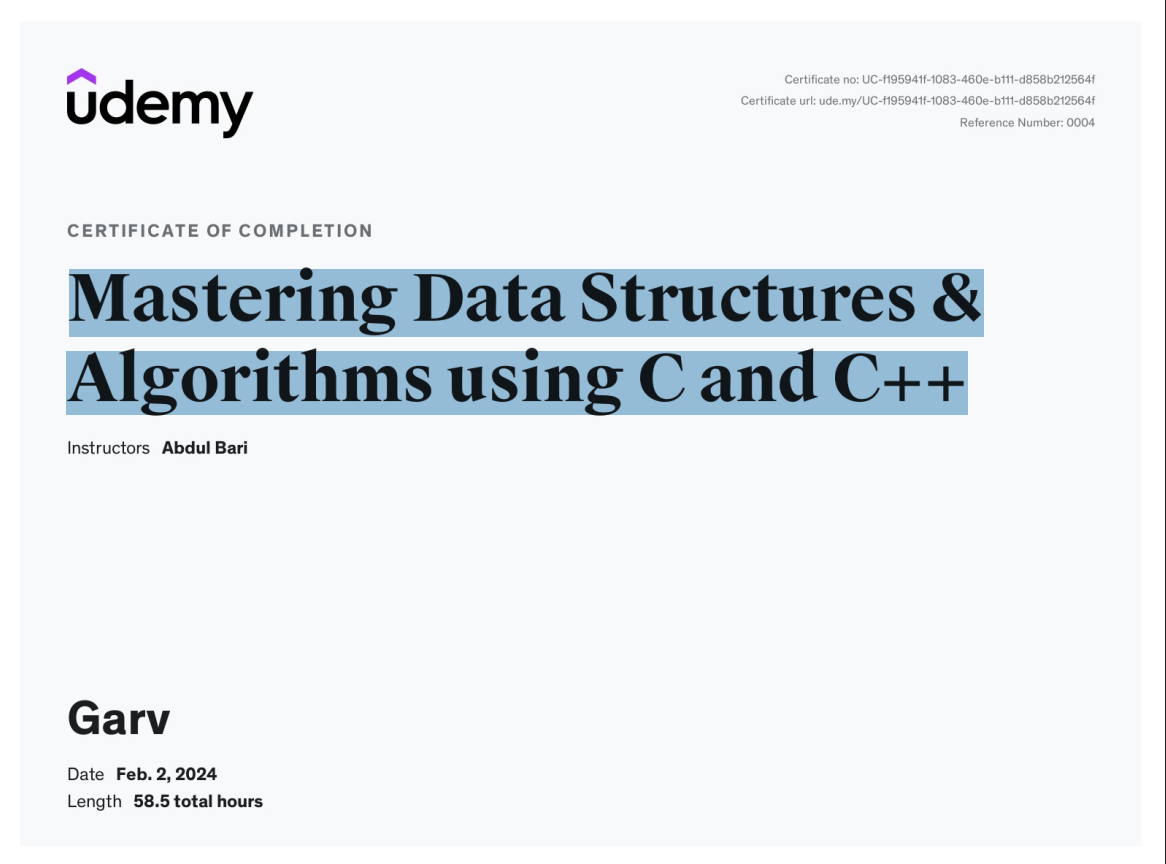 udemy
Certificate no: UC-f195941f-1083-460e-b111-d858b212564f
Certificate url: ude.my/UC-f195941f-1083-460e-b111-d858b212564f
Reference Number: 0004
CERTIFICATE OF COMPLETION
Mastering Data Structures &
Algorithms using C and C++
Instructors Abdul Bari
Garv
Date Feb. 2, 2024
Length 58.5 total hours